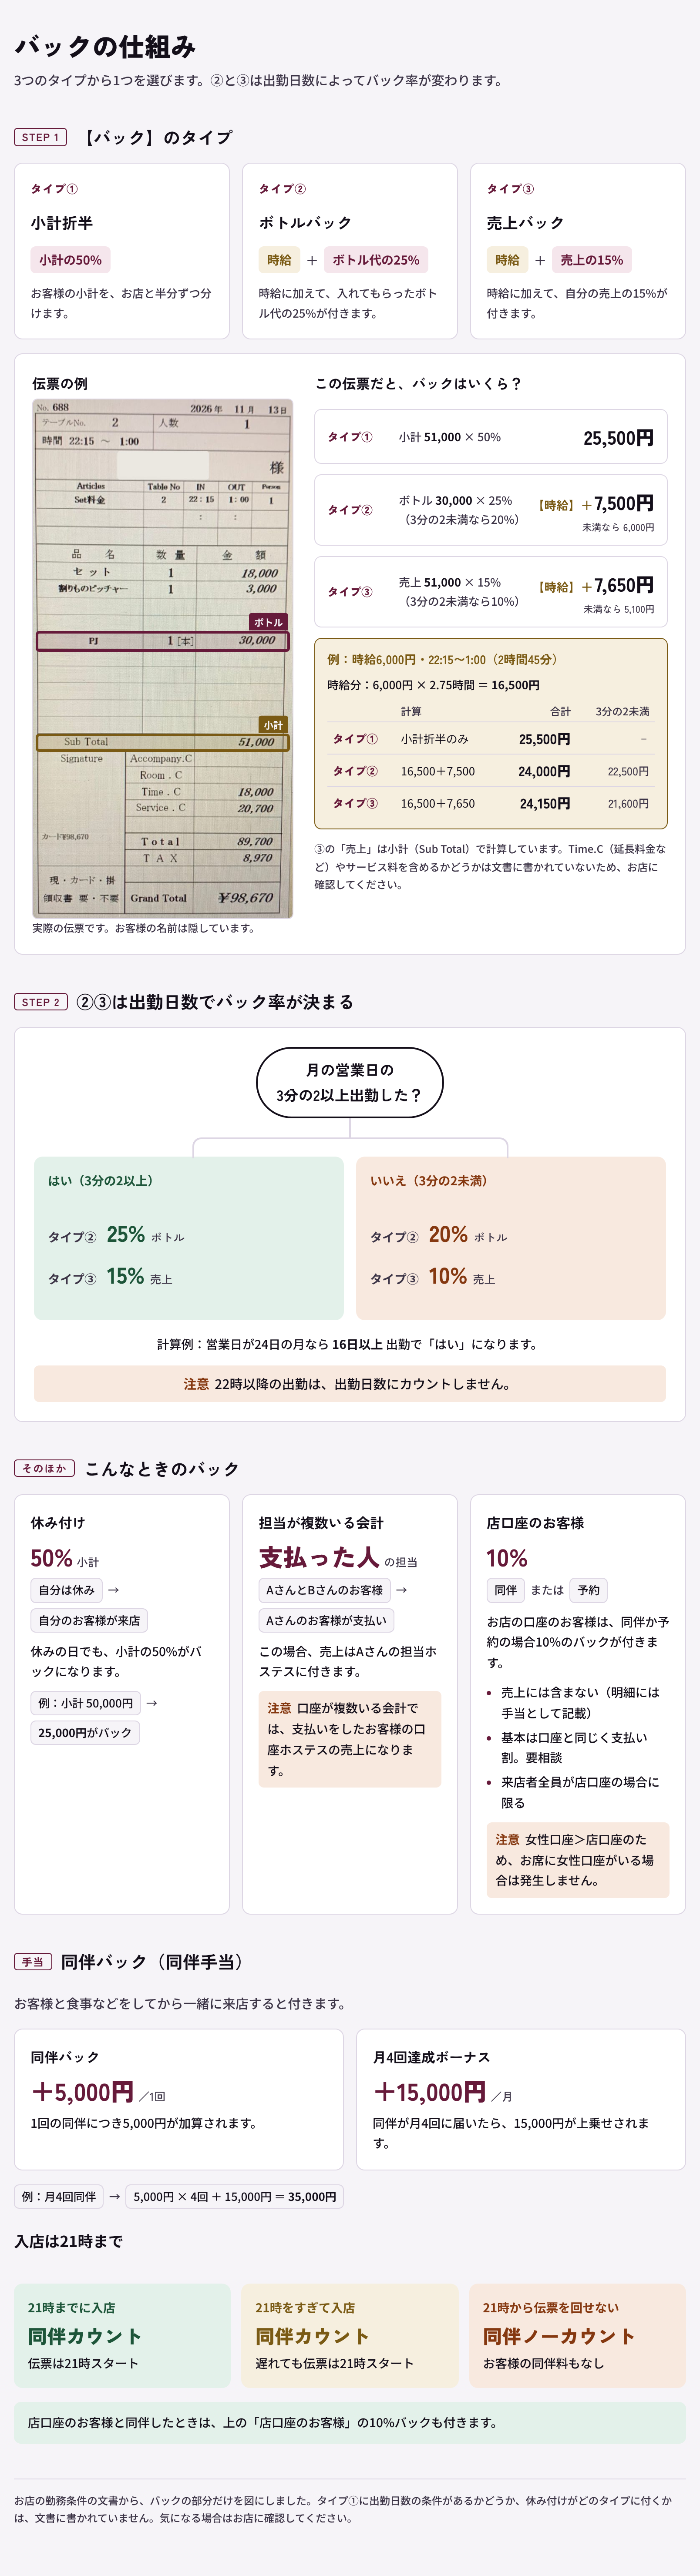 バックの仕組み
3つのタイプから1つを選びます。②と③は出勤日数によってバック率が変わります。
STEP 1 【バック】のタイプ
タイプ①
小計折半
小計の50%
お客様の小計を、お店と半分ずつ分
けます。
タイプ②
ボトルバック
時給 + ボトル代の25%
時給に加えて、入れてもらったボト
ル代の25%が付きます。
タイプ③
売上バック
時給 + 売上の15%
時給に加えて、自分の売上の15%が
付きます。
伝票の例
No. 688 2026年 11月 13日
テーブルNo. 2 人数 1
時間 22:15 ～ 1:00
様
Articles Table No IN OUT Person
Set料金 2 22:15 1:00 1
: :
品 名 数量 金 額
セット 1 18,000
割りものピッチャー 1 3,000
ボトル
PJ 1 [本] 30,000
小計
Sub Total 51,000
Signature Accompany.C
Room.C
Time.C 18,000
Service.C 20,700
カード¥98,670
Total 89,700
TAX 8,970
現・カード・掛
領収書 要・不要 Grand Total ¥98,670
実際の伝票です。お客様の名前は隠しています。
この伝票だと、バックはいくら？
タイプ① 小計 51,000 × 50% 25,500円
タイプ② ボトル 30,000 × 25% 【時給】+7,500円
（3分の2未満なら20%） 未満なら 6,000円
タイプ③ 売上 51,000 × 15% 【時給】+7,650円
（3分の2未満なら10%） 未満なら 5,100円
例：時給6,000円・22:15〜1:00（2時間45分）
時給分：6,000円 × 2.75時間 = 16,500円
計算 合計 3分の2未満
タイプ① 小計折半のみ 25,500円 –
タイプ② 16,500+7,500 24,000円 22,500円
タイプ③ 16,500+7,650 24,150円 21,600円
③の「売上」は小計（Sub Total）で計算しています。Time.C（延長料金な
ど）やサービス料を含めるかどうかは文書に書かれていないため、お店に
確認してください。
STEP 2 ②③は出勤日数でバック率が決まる
月の営業日の
3分の2以上出勤した？
はい（3分の2以上）
タイプ② 25% ボトル
タイプ③ 15% 売上
いいえ（3分の2未満）
タイプ② 20% ボトル
タイプ③ 10% 売上
計算例：営業日が24日の月なら 16日以上 出勤で「はい」になります。
注意 22時以降の出勤は、出勤日数にカウントしません。
そのほか こんなときのバック
休み付け
50% 小計
自分は休み →
自分のお客様が来店
休みの日でも、小計の50%がバ
ックになります。
例：小計 50,000円 →
25,000円がバック
担当が複数いる会計
支払った人 の担当
AさんとBさんのお客様 →
Aさんのお客様が支払い
この場合、売上はAさんの担当ホ
ステスに付きます。
注意 口座が複数いる会計で
は、支払いをしたお客様の口
座ホステスの売上になりま
す。
店口座のお客様
10%
同伴 または 予約
お店の口座のお客様は、同伴か予
約の場合10%のバックが付きま
す。
• 売上には含まない（明細には
手当として記載）
• 基本は口座と同じく支払い
割。要相談
• 来店者全員が店口座の場合に
限る
注意 女性口座＞店口座のた
め、お席に女性口座がいる場
合は発生しません。
手当 同伴バック（同伴手当）
お客様と食事などをしてから一緒に来店すると付きます。
同伴バック
+5,000円 ／1回
1回の同伴につき5,000円が加算されます。
月4回達成ボーナス
+15,000円 ／月
同伴が月4回に届いたら、15,000円が上乗せされま
す。
例：月4回同伴 → 5,000円 × 4回 + 15,000円 = 35,000円
入店は21時まで
21時までに入店
同伴カウント
伝票は21時スタート
21時をすぎて入店
同伴カウント
遅れても伝票は21時スタート
21時から伝票を回せない
同伴ノーカウント
お客様の同伴料もなし
店口座のお客様と同伴したときは、上の「店口座のお客様」の10%バックも付きます。
お店の勤務条件の文書から、バックの部分だけを図にしました。タイプ①に出勤日数の条件があるかどうか、休み付けがどのタイプに付くか
は、文書に書かれていません。気になる場合はお店に確認してください。